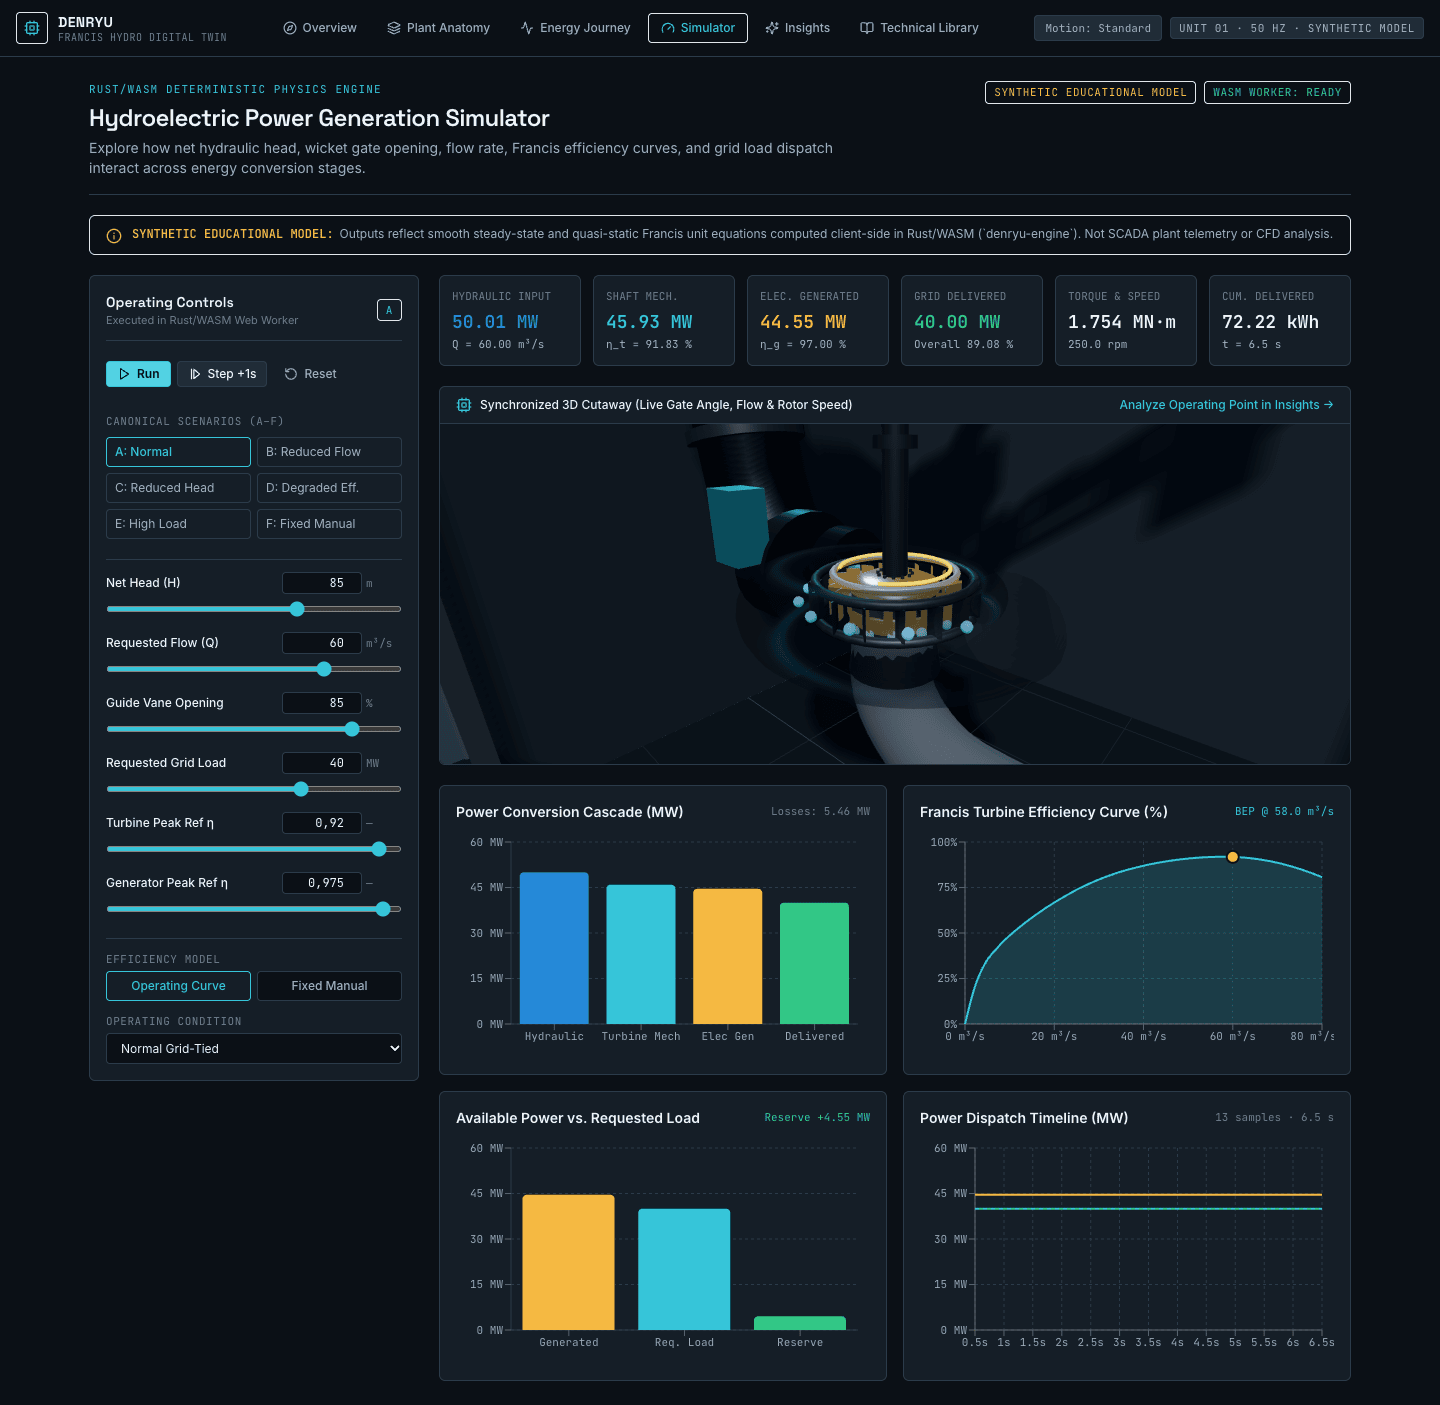 DENRYU
FRANCIS HYDRO DIGITAL TWIN
Overview
Plant Anatomy
Energy Journey
Simulator
Insights
Technical Library
Motion: Standard
UNIT 01 · 50 HZ · SYNTHETIC MODEL
RUST/WASM DETERMINISTIC PHYSICS ENGINE
SYNTHETIC EDUCATIONAL MODEL
WASM WORKER: READY
Hydroelectric Power Generation Simulator
Explore how net hydraulic head, wicket gate opening, flow rate, Francis efficiency curves, and grid load dispatch
interact across energy conversion stages.
SYNTHETIC EDUCATIONAL MODEL: Outputs reflect smooth steady-state and quasi-static Francis unit equations computed client-side in Rust/WASM (`denryu-engine`). Not SCADA plant telemetry or CFD analysis.
Operating Controls
Executed in Rust/WASM Web Worker
A
Run
Step +1s
Reset
CANONICAL SCENARIOS (A–F)
A: Normal
B: Reduced Flow
C: Reduced Head
D: Degraded Eff.
E: High Load
F: Fixed Manual
Net Head (H)
85
m
Requested Flow (Q)
60
m³/s
Guide Vane Opening
85
%
Requested Grid Load
40
MW
Turbine Peak Ref η
0,92
—
Generator Peak Ref η
0,975
—
EFFICIENCY MODEL
Operating Curve
Fixed Manual
OPERATING CONDITION
Normal Grid-Tied
HYDRAULIC INPUT
50.01 MW
Q = 60.00 m³/s
SHAFT MECH.
45.93 MW
η_t = 91.83 %
ELEC. GENERATED
44.55 MW
η_g = 97.00 %
GRID DELIVERED
40.00 MW
Overall 89.08 %
TORQUE & SPEED
1.754 MN·m
250.0 rpm
CUM. DELIVERED
72.22 kWh
t = 6.5 s
Synchronized 3D Cutaway (Live Gate Angle, Flow & Rotor Speed)
Analyze Operating Point in Insights →
Power Conversion Cascade (MW)
Losses: 5.46 MW
60 MW
45 MW
30 MW
15 MW
0 MW
Hydraulic
Turbine Mech
Elec Gen
Delivered
Francis Turbine Efficiency Curve (%)
BEP @ 58.0 m³/s
100%
75%
50%
25%
0%
0 m³/s
20 m³/s
40 m³/s
60 m³/s
80 m³/s
Available Power vs. Requested Load
Reserve +4.55 MW
60 MW
45 MW
30 MW
15 MW
0 MW
Generated
Req. Load
Reserve
Power Dispatch Timeline (MW)
13 samples · 6.5 s
60 MW
45 MW
30 MW
15 MW
0 MW
0.5s
1s
1.5s
2s
2.5s
3s
3.5s
4s
4.5s
5s
5.5s
6s
6.5s